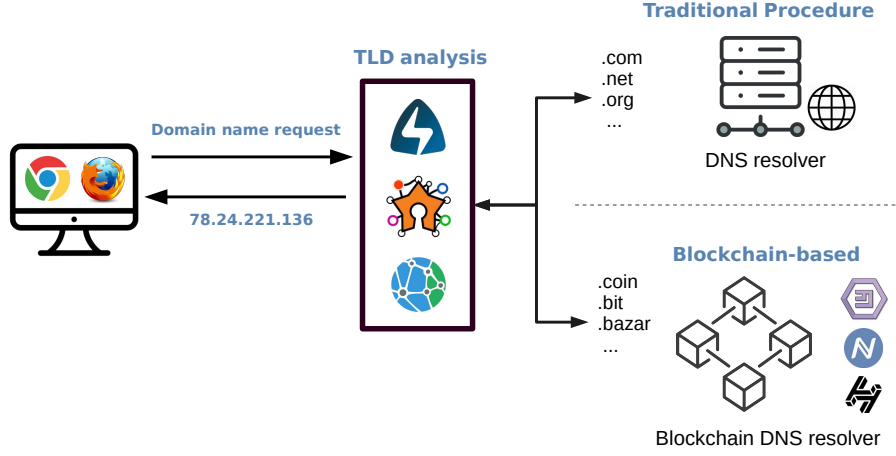 Traditional Procedure
TLD analysis
.com
.net
.org
...
Domain name request
DNS resolver
78.24.221.136
Blockchain-based
.coin
.bit
.bazar
...
Blockchain DNS resolver